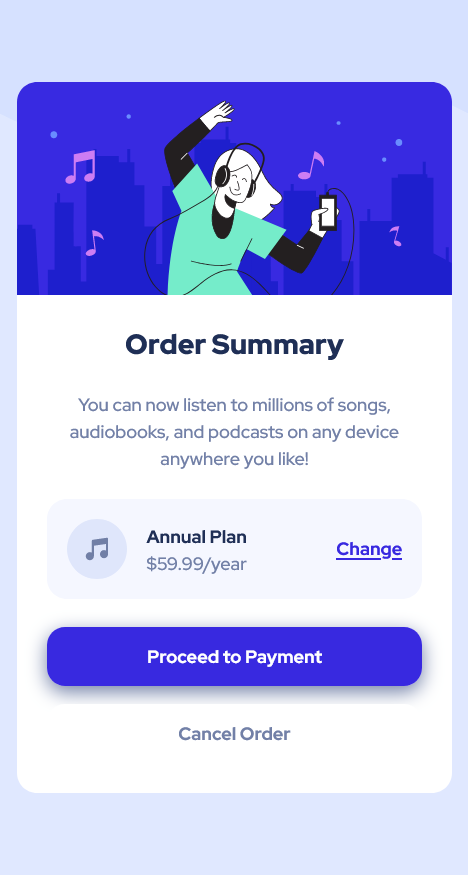 Order Summary
You can now listen to millions of songs,
audiobooks, and podcasts on any device
anywhere you like!
Annual Plan
$59.99/year
Change
Proceed to Payment
Cancel Order